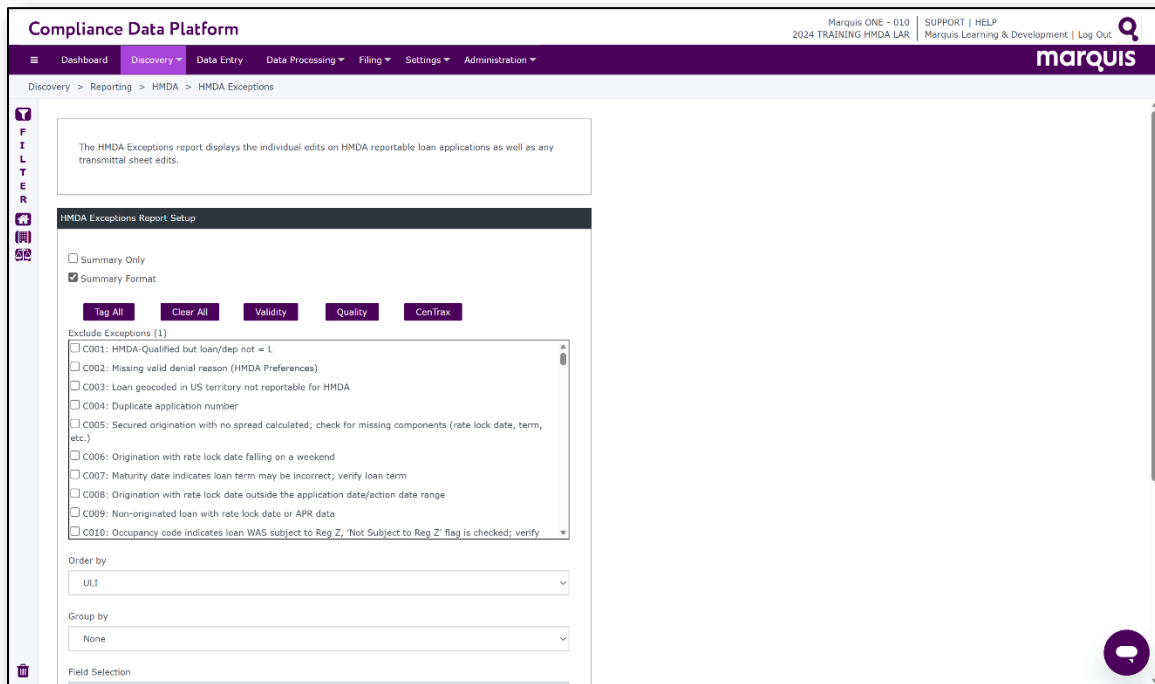 Compliance Data Platform
Marquis ONE - 010
2024 TRAINING HMDA LAR
SUPPORT | HELP
Marquis Learning & Development | Log Out
Dashboard
Discovery
Data Entry
Data Processing
Filing
Settings
Administration
marquis
Discovery > Reporting > HMDA > HMDA Exceptions
FILTER
The HMDA Exceptions report displays the individual edits on HMDA reportable loan applications as well as any
transmittal sheet edits.
HMDA Exceptions Report Setup
Summary Only
Summary Format
Tag All
Clear All
Validity
Quality
CenTrax
Exclude Exceptions (1)
C001: HMDA-Qualified but loan/dep not = L
C002: Missing valid denial reason (HMDA Preferences)
C003: Loan geocoded in US territory not reportable for HMDA
C004: Duplicate application number
C005: Secured origination with no spread calculated; check for missing components (rate lock date, term,
etc.)
C006: Origination with rate lock date falling on a weekend
C007: Maturity date indicates loan term may be incorrect; verify loan term
C008: Origination with rate lock date outside the application date/action date range
C009: Non-originated loan with rate lock date or APR data
C010: Occupancy code indicates loan WAS subject to Reg Z, 'Not Subject to Reg Z' flag is checked; verify
Order by
ULI
Group by
None
Field Selection